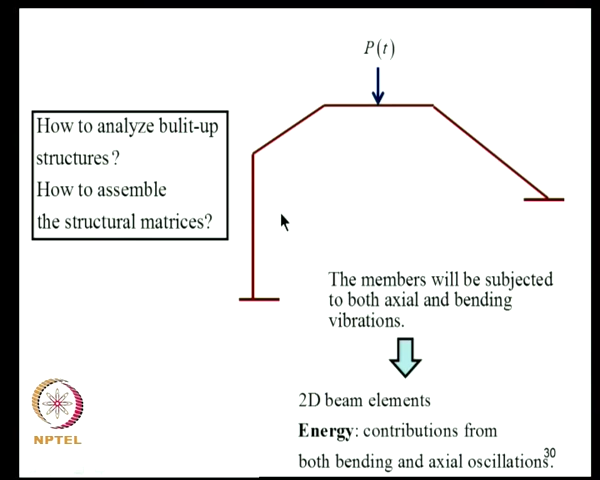 P(t)
How to analyze bulit-up
structures?
How to assemble
the structural matrices?
The members will be subjected
to both axial and bending
vibrations.
2D beam elements
Energy: contributions from
both bending and axial oscillations.
30
NPTEL